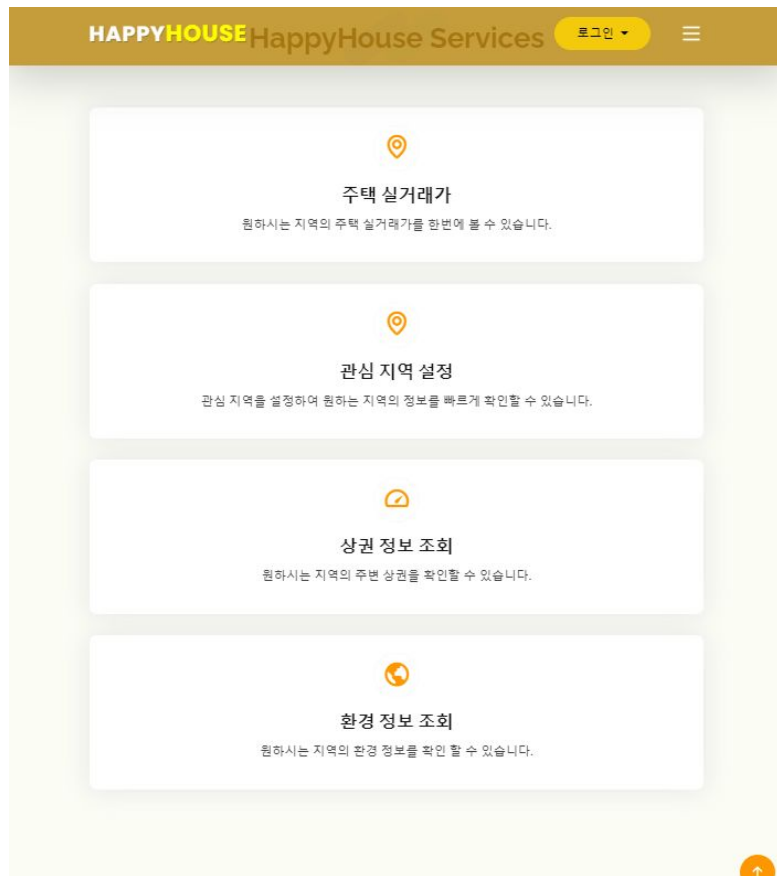 HAPPYHOUSE
HappyHouse Services
로그인
주택 실거래가
원하시는 지역의 주택 실거래가를 한번에 볼 수 있습니다.
관심 지역 설정
관심 지역을 설정하여 원하는 지역의 정보를 빠르게 확인할 수 있습니다.
상권 정보 조회
원하시는 지역의 주변 상권을 확인할 수 있습니다.
환경 정보 조회
원하시는 지역의 환경 정보를 확인 할 수 있습니다.